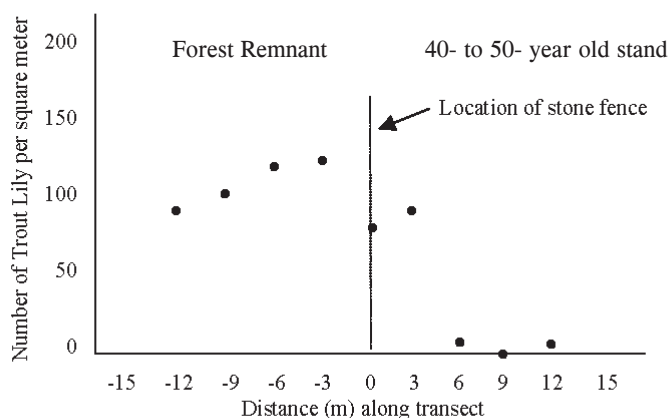 200
Forest Remnant
40- to 50- year old stand
150
Location of stone fence
100
50
0
-15 -12 -9 -6 -3 0 3 6 9 12 15
Distance (m) along transect
Number of Trout Lily per square meter